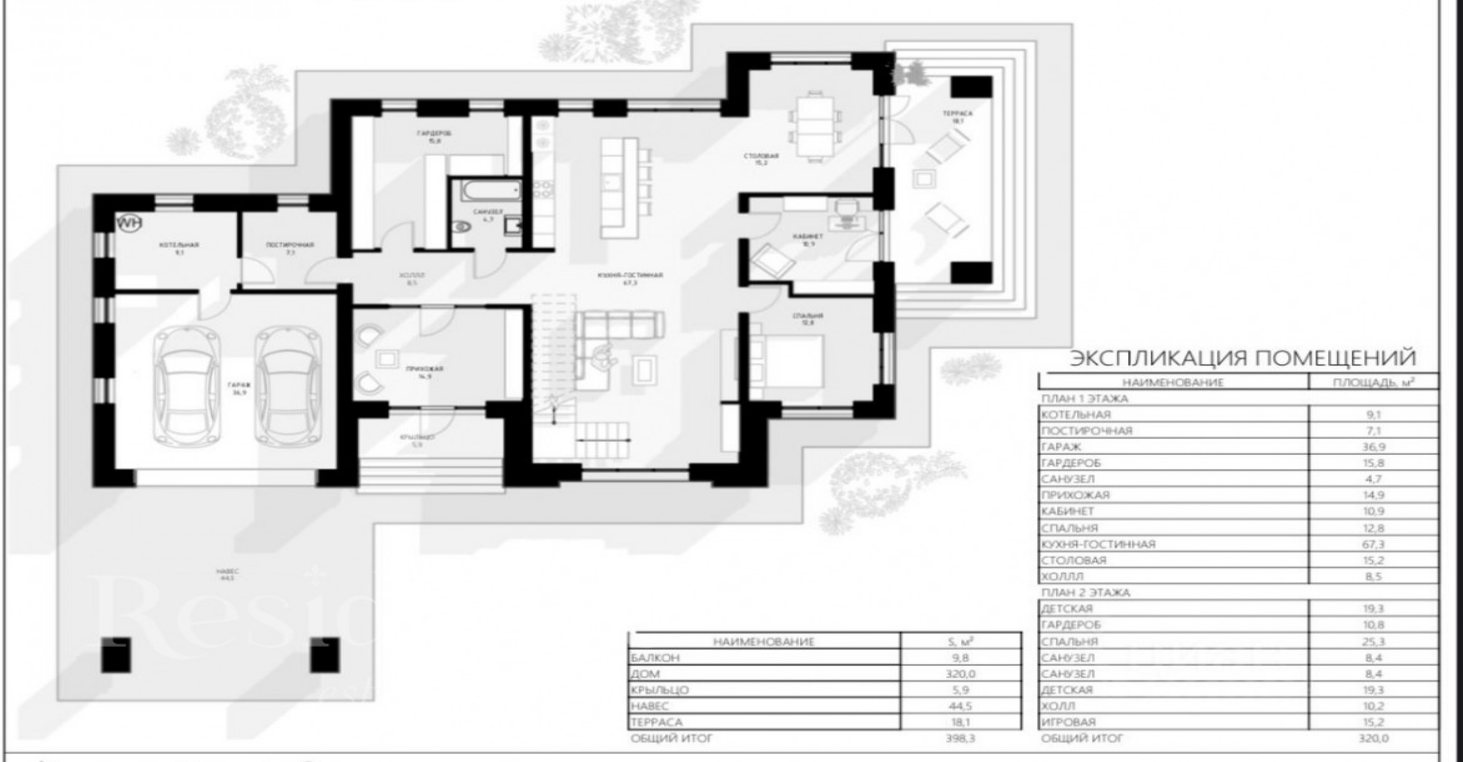 ГАРДЕРОБ
15,8
ТЕРРАСА
18,1
СТОЛОВАЯ
15,2
САНУЗЕЛ
4,7
WH
КОТЕЛЬНАЯ
9,1
ПОСТИРОЧНАЯ
7,1
КАБИНЕТ
10,9
ХОЛЛЛ
8,5
КУХНЯ-ГОСТИННАЯ
67,3
СПАЛЬНЯ
12,8
ПРИХОЖАЯ
14,9
ГАРАЖ
36,9
КРЫЛЬЦО
5,9
НАВЕС
44,5
Resid
ЭКСПЛИКАЦИЯ ПОМЕЩЕНИЙ
НАИМЕНОВАНИЕ ПЛОЩАДЬ, м²
ПЛАН 1 ЭТАЖА
КОТЕЛЬНАЯ 9,1
ПОСТИРОЧНАЯ 7,1
ГАРАЖ 36,9
ГАРДЕРОБ 15,8
САНУЗЕЛ 4,7
ПРИХОЖАЯ 14,9
КАБИНЕТ 10,9
СПАЛЬНЯ 12,8
КУХНЯ-ГОСТИННАЯ 67,3
СТОЛОВАЯ 15,2
ХОЛЛЛ 8,5
ПЛАН 2 ЭТАЖА
ДЕТСКАЯ 19,3
ГАРДЕРОБ 10,8
СПАЛЬНЯ 25,3
САНУЗЕЛ 8,4
САНУЗЕЛ 8,4
ДЕТСКАЯ 19,3
ХОЛЛ 10,2
ИГРОВАЯ 15,2
ОБЩИЙ ИТОГ 320,0
НАИМЕНОВАНИЕ S, м²
БАЛКОН 9,8
ДОМ 320,0
КРЫЛЬЦО 5,9
НАВЕС 44,5
ТЕРРАСА 18,1
ОБЩИЙ ИТОГ 398,3